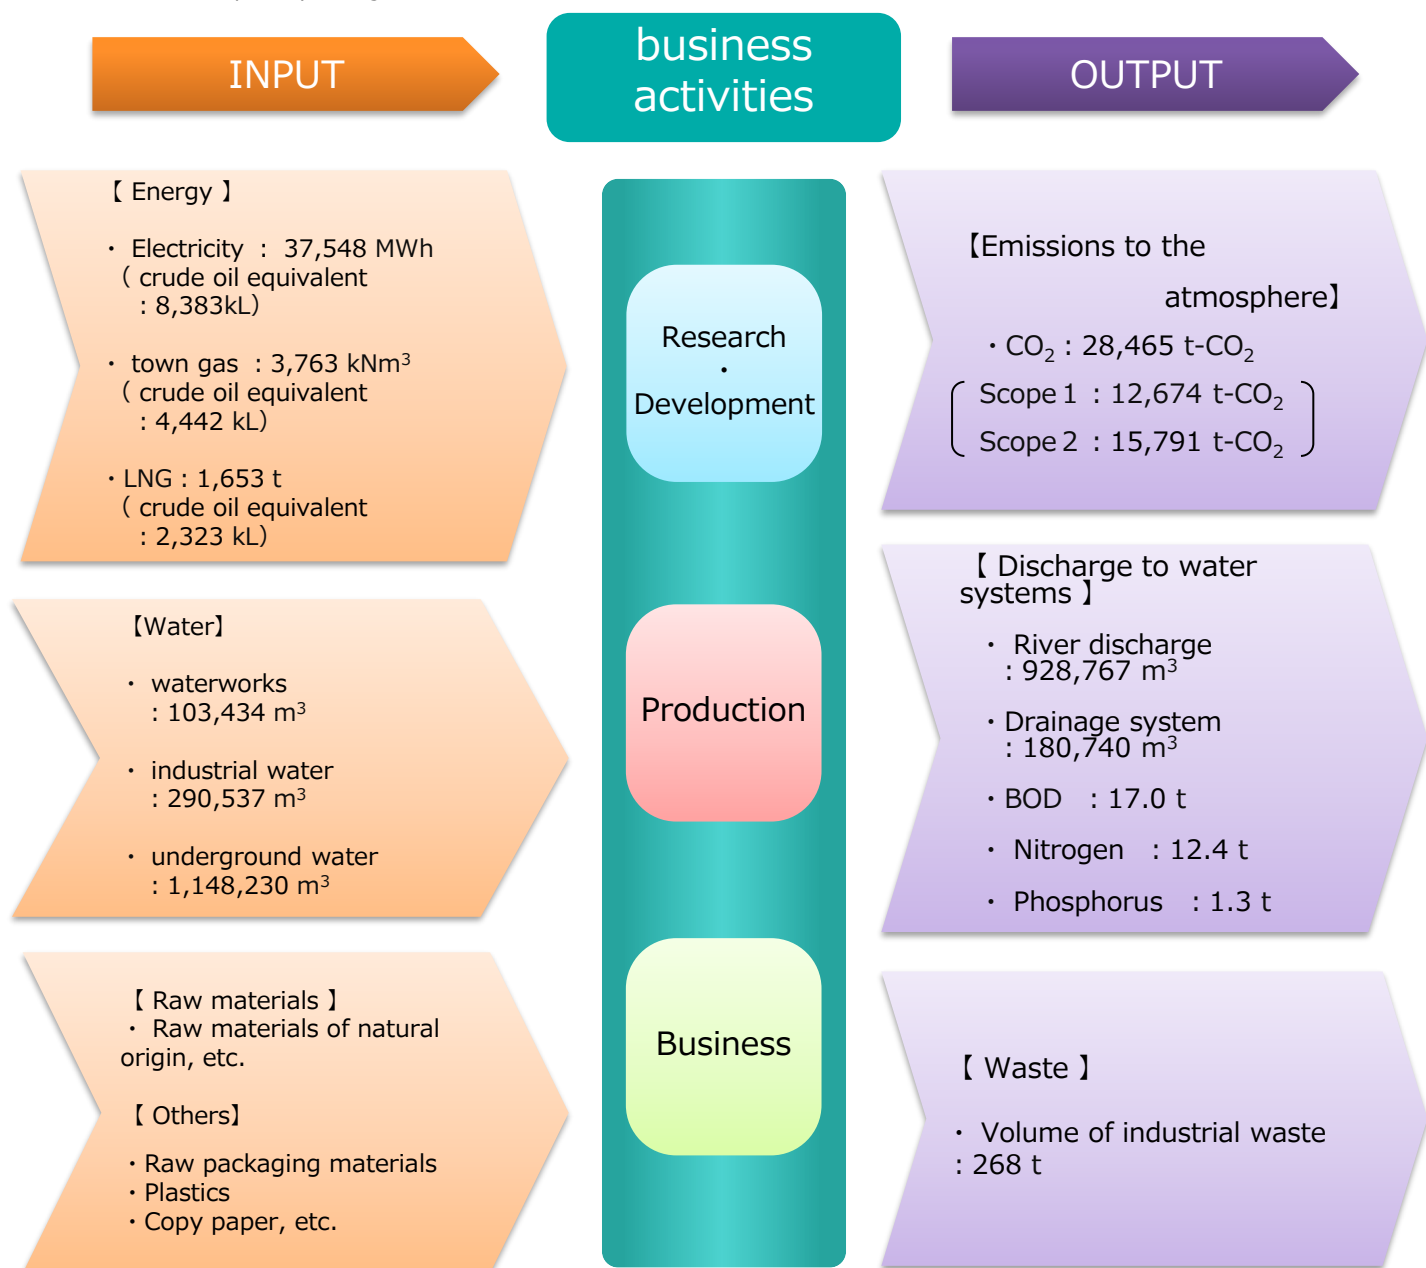 INPUT
business
activities
OUTPUT
【 Energy 】
・ Electricity : 37,548 MWh
( crude oil equivalent
: 8,383kL)
・ town gas : 3,763 kNm³
( crude oil equivalent
: 4,442 kL)
・LNG : 1,653 t
( crude oil equivalent
: 2,323 kL)
【Water】
・ waterworks
: 103,434 m³
・ industrial water
: 290,537 m³
・ underground water
: 1,148,230 m³
【 Raw materials 】
・ Raw materials of natural
origin, etc.
【 Others】
・Raw packaging materials
・Plastics
・Copy paper, etc.
Research
・
Development
Production
Business
【Emissions to the
atmosphere】
・CO₂ : 28,465 t-CO₂
Scope 1 : 12,674 t-CO₂
Scope 2 : 15,791 t-CO₂
【 Discharge to water
systems 】
・ River discharge
: 928,767 m³
・Drainage system
: 180,740 m³
・BOD : 17.0 t
・ Nitrogen : 12.4 t
・ Phosphorus : 1.3 t
【 Waste 】
・ Volume of industrial waste
: 268 t